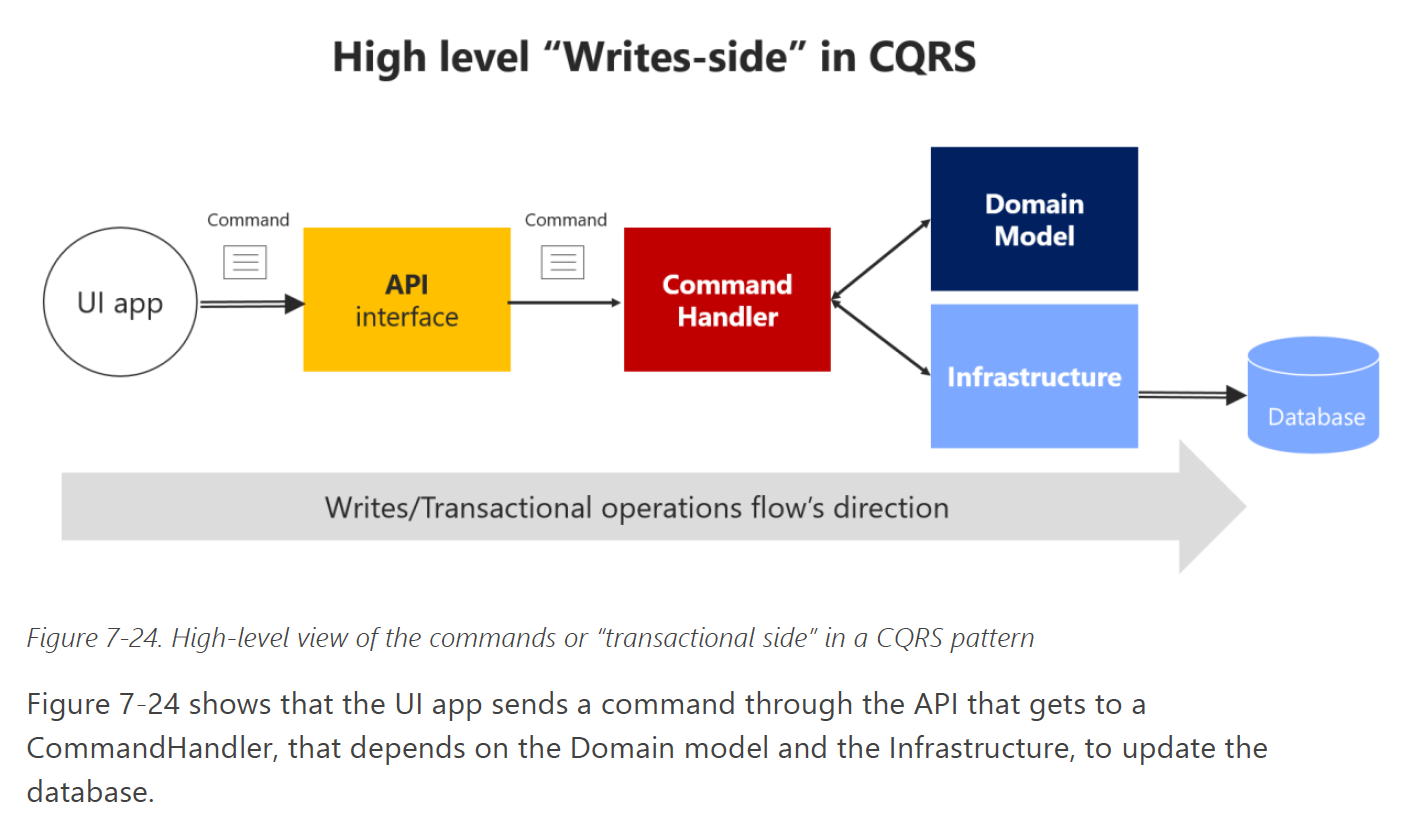 High level “Writes-side” in CQRS
Command
Command
UI app
API
interface
Command
Handler
Domain
Model
Infrastructure
Database
Writes/Transactional operations flow’s direction
Figure 7-24. High-level view of the commands or “transactional side” in a CQRS pattern
Figure 7-24 shows that the UI app sends a command through the API that gets to a
CommandHandler, that depends on the Domain model and the Infrastructure, to update the
database.